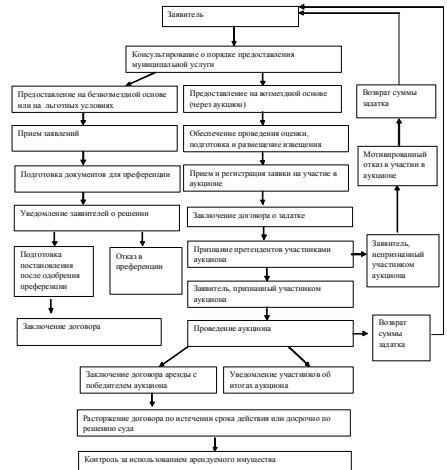 Заявитель
Консультирование о порядке предоставления
муниципальной услуги
Предоставление на безвозмездной основе
или на льготных условиях
Предоставление на возмездной основе
(через аукцион)
Возврат суммы
задатка
Прием заявлений
Обеспечение проведения оценки,
подготовка и размещение извещения
Мотивированный
отказ в участии в
аукционе
Подготовка документов для преференции
Прием и регистрация заявки на участие в
аукционе
Уведомление заявителей о решении
Заключение договора о задатке
Подготовка
постановления
после одобрения
преференции
Отказ в
преференции
Признание претендентов участниками
аукциона
Заявитель,
непризнанный
участником
аукциона
Заявитель, признанный участником
аукциона
Заключение договора
Проведение аукциона
Возврат
суммы
задатка
Заключение договора аренды с
победителем аукциона
Уведомление участников об
итогах аукциона
Расторжение договора по истечении срока действия или досрочно по
решению суда
Контроль за использованием арендуемого имущества